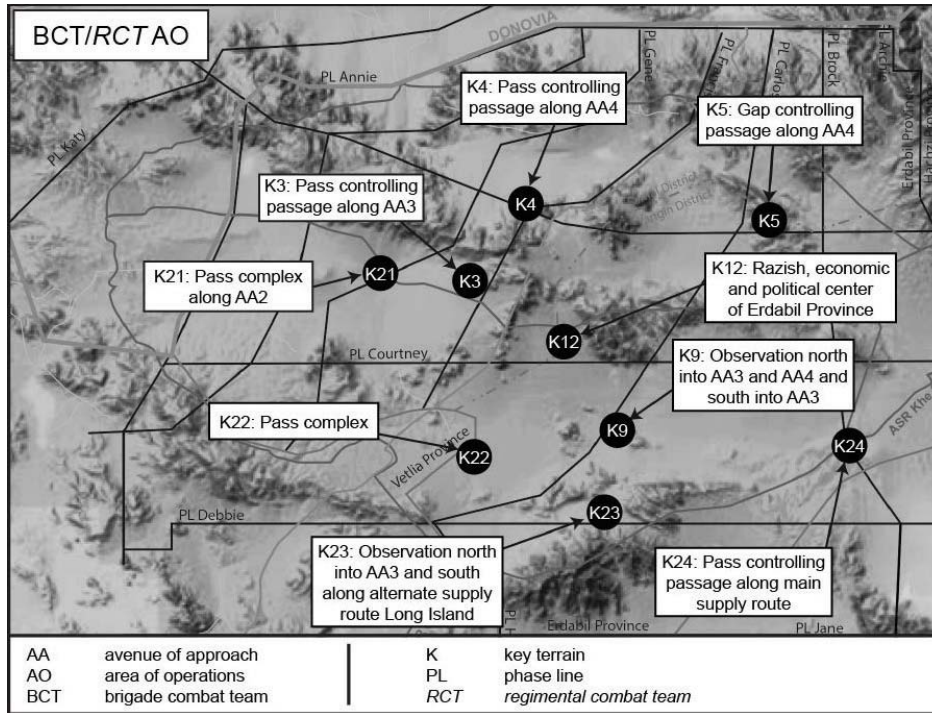 BCT/RCT AO
DONOVIA
PL Annie
PL Gene
PL Carlos
PL Brock
PL Archie
PL Katy
K4: Pass controlling
passage along AA4
K5: Gap controlling
passage along AA4
Erdabil Province
K3: Pass controlling
passage along AA3
K4
K5
K21: Pass complex
along AA2
K21
K3
K12: Razish, economic
and political center
of Erdabil Province
K12
PL Courtney
K9: Observation north
into AA3 and AA4 and
south into AA3
K22: Pass complex
K9
K24
K22
Vetlia Province
PL Debbie
K23
K23: Observation north
into AA3 and south
along alternate supply
route Long Island
K24: Pass controlling
passage along main
supply route
Erdabil Province
PL Jane
AA avenue of approach
AO area of operations
BCT brigade combat team
K key terrain
PL phase line
RCT regimental combat team